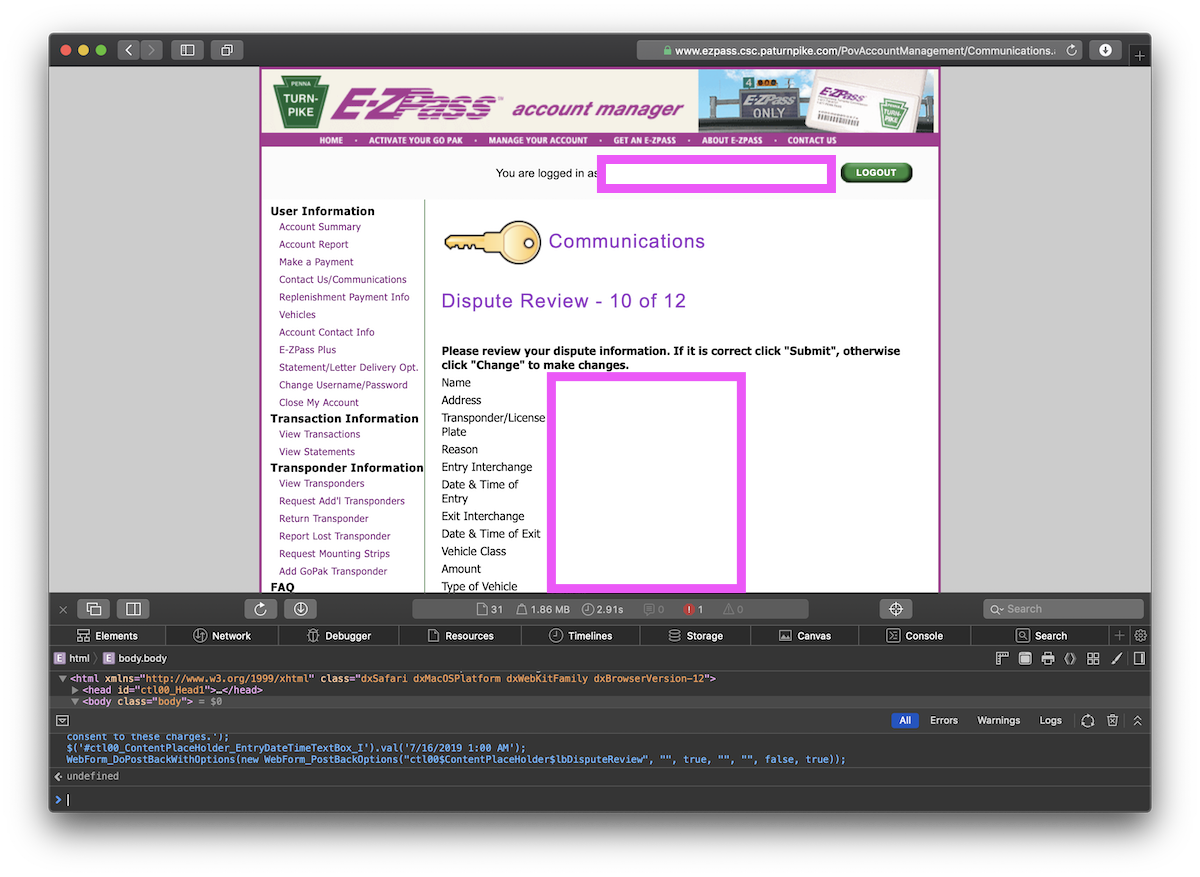 www.ezpass.csc.paturnpike.com/PovAccountManagement/Communications.
PENNA
TURN-
PIKE
E-ZPass account manager
4
E-ZPass
ONLY
E-ZPass
HOME · ACTIVATE YOUR GO PAK · MANAGE YOUR ACCOUNT · GET AN E-ZPASS · ABOUT E-ZPASS · CONTACT US
You are logged in as
LOGOUT
User Information
Account Summary
Account Report
Make a Payment
Contact Us/Communications
Replenishment Payment Info
Vehicles
Account Contact Info
E-ZPass Plus
Statement/Letter Delivery Opt.
Change Username/Password
Close My Account
Transaction Information
View Transactions
View Statements
Transponder Information
View Transponders
Request Add'l Transponders
Return Transponder
Report Lost Transponder
Request Mounting Strips
Add GoPak Transponder
FAQ
Communications
Dispute Review - 10 of 12
Please review your dispute information. If it is correct click "Submit", otherwise
click "Change" to make changes.
Name
Address
Transponder/License
Plate
Reason
Entry Interchange
Date & Time of
Entry
Exit Interchange
Date & Time of Exit
Vehicle Class
Amount
Type of Vehicle
31 1.86 MB 2.91s 0 1 0
Search
Elements Network Debugger Resources Timelines Storage Canvas Console Search
E html E body.body
<html xmlns="http://www.w3.org/1999/xhtml" class="dxSafari dxMacOSPlatform dxWebKitFamily dxBrowserVersion-12">
<head id="ctl00_Head1">…</head>
<body class="body"> = $0
All Errors Warnings Logs
consent to these charges.');
$('#ctl00_ContentPlaceHolder_EntryDateTimeTextBox_I').val('7/16/2019 1:00 AM');
WebForm_DoPostBackWithOptions(new WebForm_PostBackOptions("ctl00$ContentPlaceHolder$lbDisputeReview", "", true, "", "", false, true));
undefined